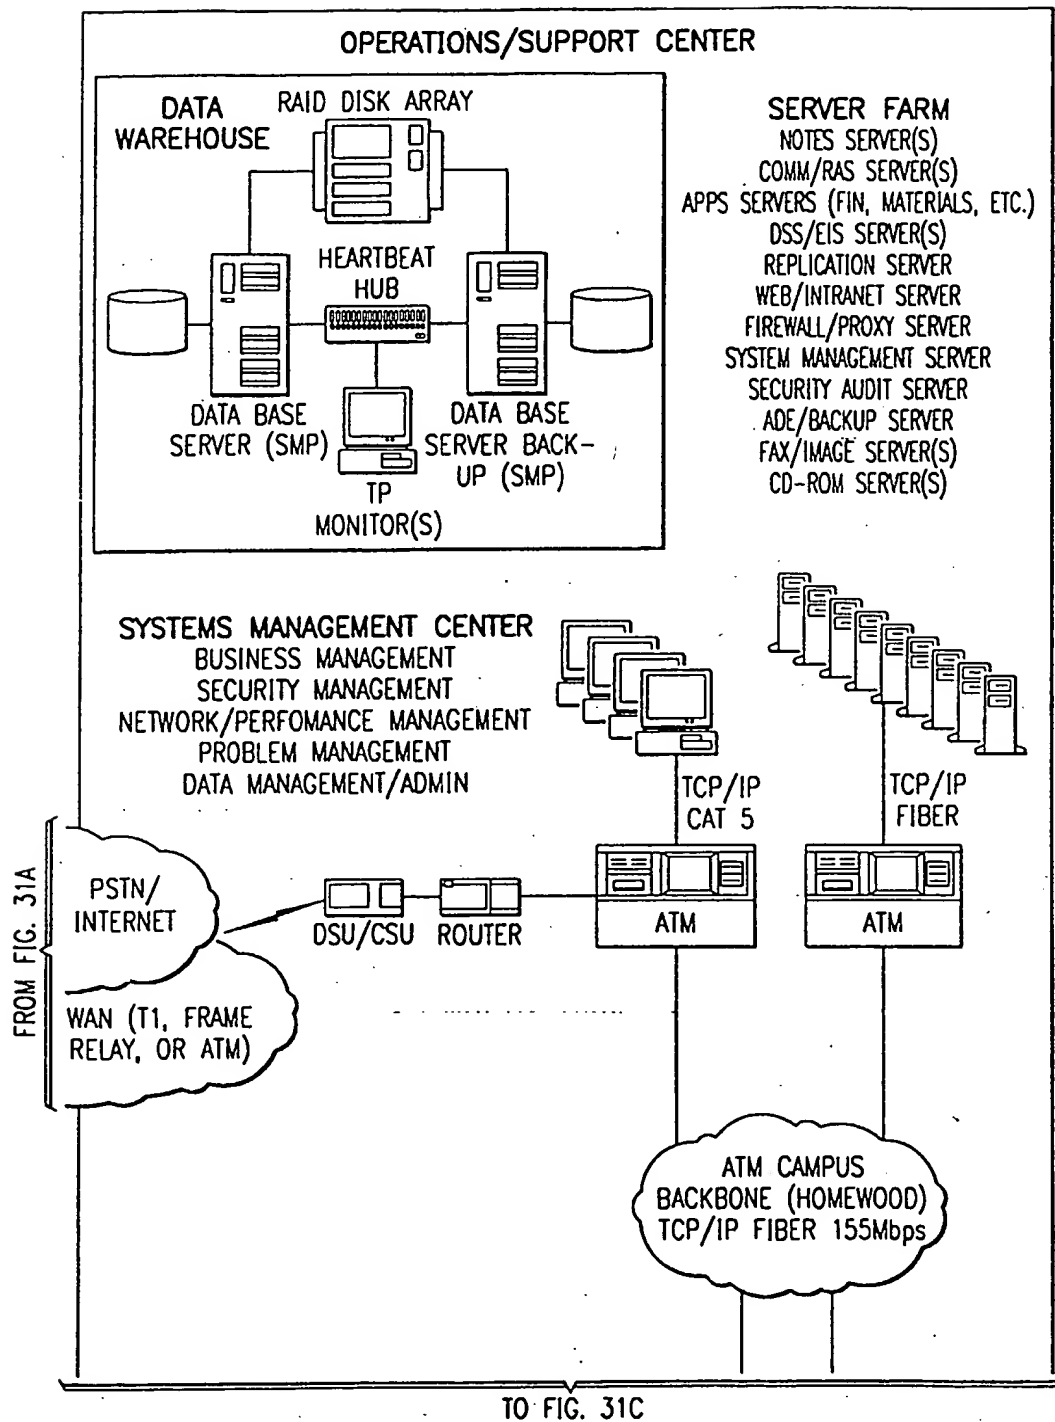 OPERATIONS/SUPPORT CENTER
DATA
WAREHOUSE
RAID DISK ARRAY
HEARTBEAT
HUB
DATA BASE
SERVER (SMP)
DATA BASE
SERVER BACK-
UP (SMP)
TP
MONITOR(S)
SERVER FARM
NOTES SERVER(S)
COMM/RAS SERVER(S)
APPS SERVERS (FIN, MATERIALS, ETC.)
DSS/EIS SERVER(S)
REPLICATION SERVER
WEB/INTRANET SERVER
FIREWALL/PROXY SERVER
SYSTEM MANAGEMENT SERVER
SECURITY AUDIT SERVER
ADE/BACKUP SERVER
FAX/IMAGE SERVER(S)
CD-ROM SERVER(S)
SYSTEMS MANAGEMENT CENTER
BUSINESS MANAGEMENT
SECURITY MANAGEMENT
NETWORK/PERFOMANCE MANAGEMENT
PROBLEM MANAGEMENT
DATA MANAGEMENT/ADMIN
TCP/IP
CAT 5
TCP/IP
FIBER
FROM FIG. 31A
PSTN/
INTERNET
DSU/CSU
ROUTER
ATM
ATM
WAN (T1, FRAME
RELAY, OR ATM)
ATM CAMPUS
BACKBONE (HOMEWOOD)
TCP/IP FIBER 155Mbps
TO FIG. 31C